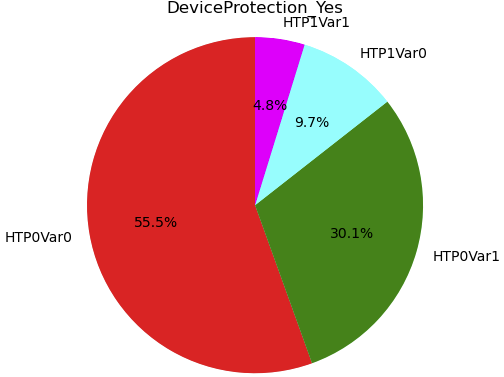 DeviceProtection_Yes
HTP1Var1
HTP1Var0
4.8%
9.7%
55.5%
30.1%
HTP0Var0
HTP0Var1